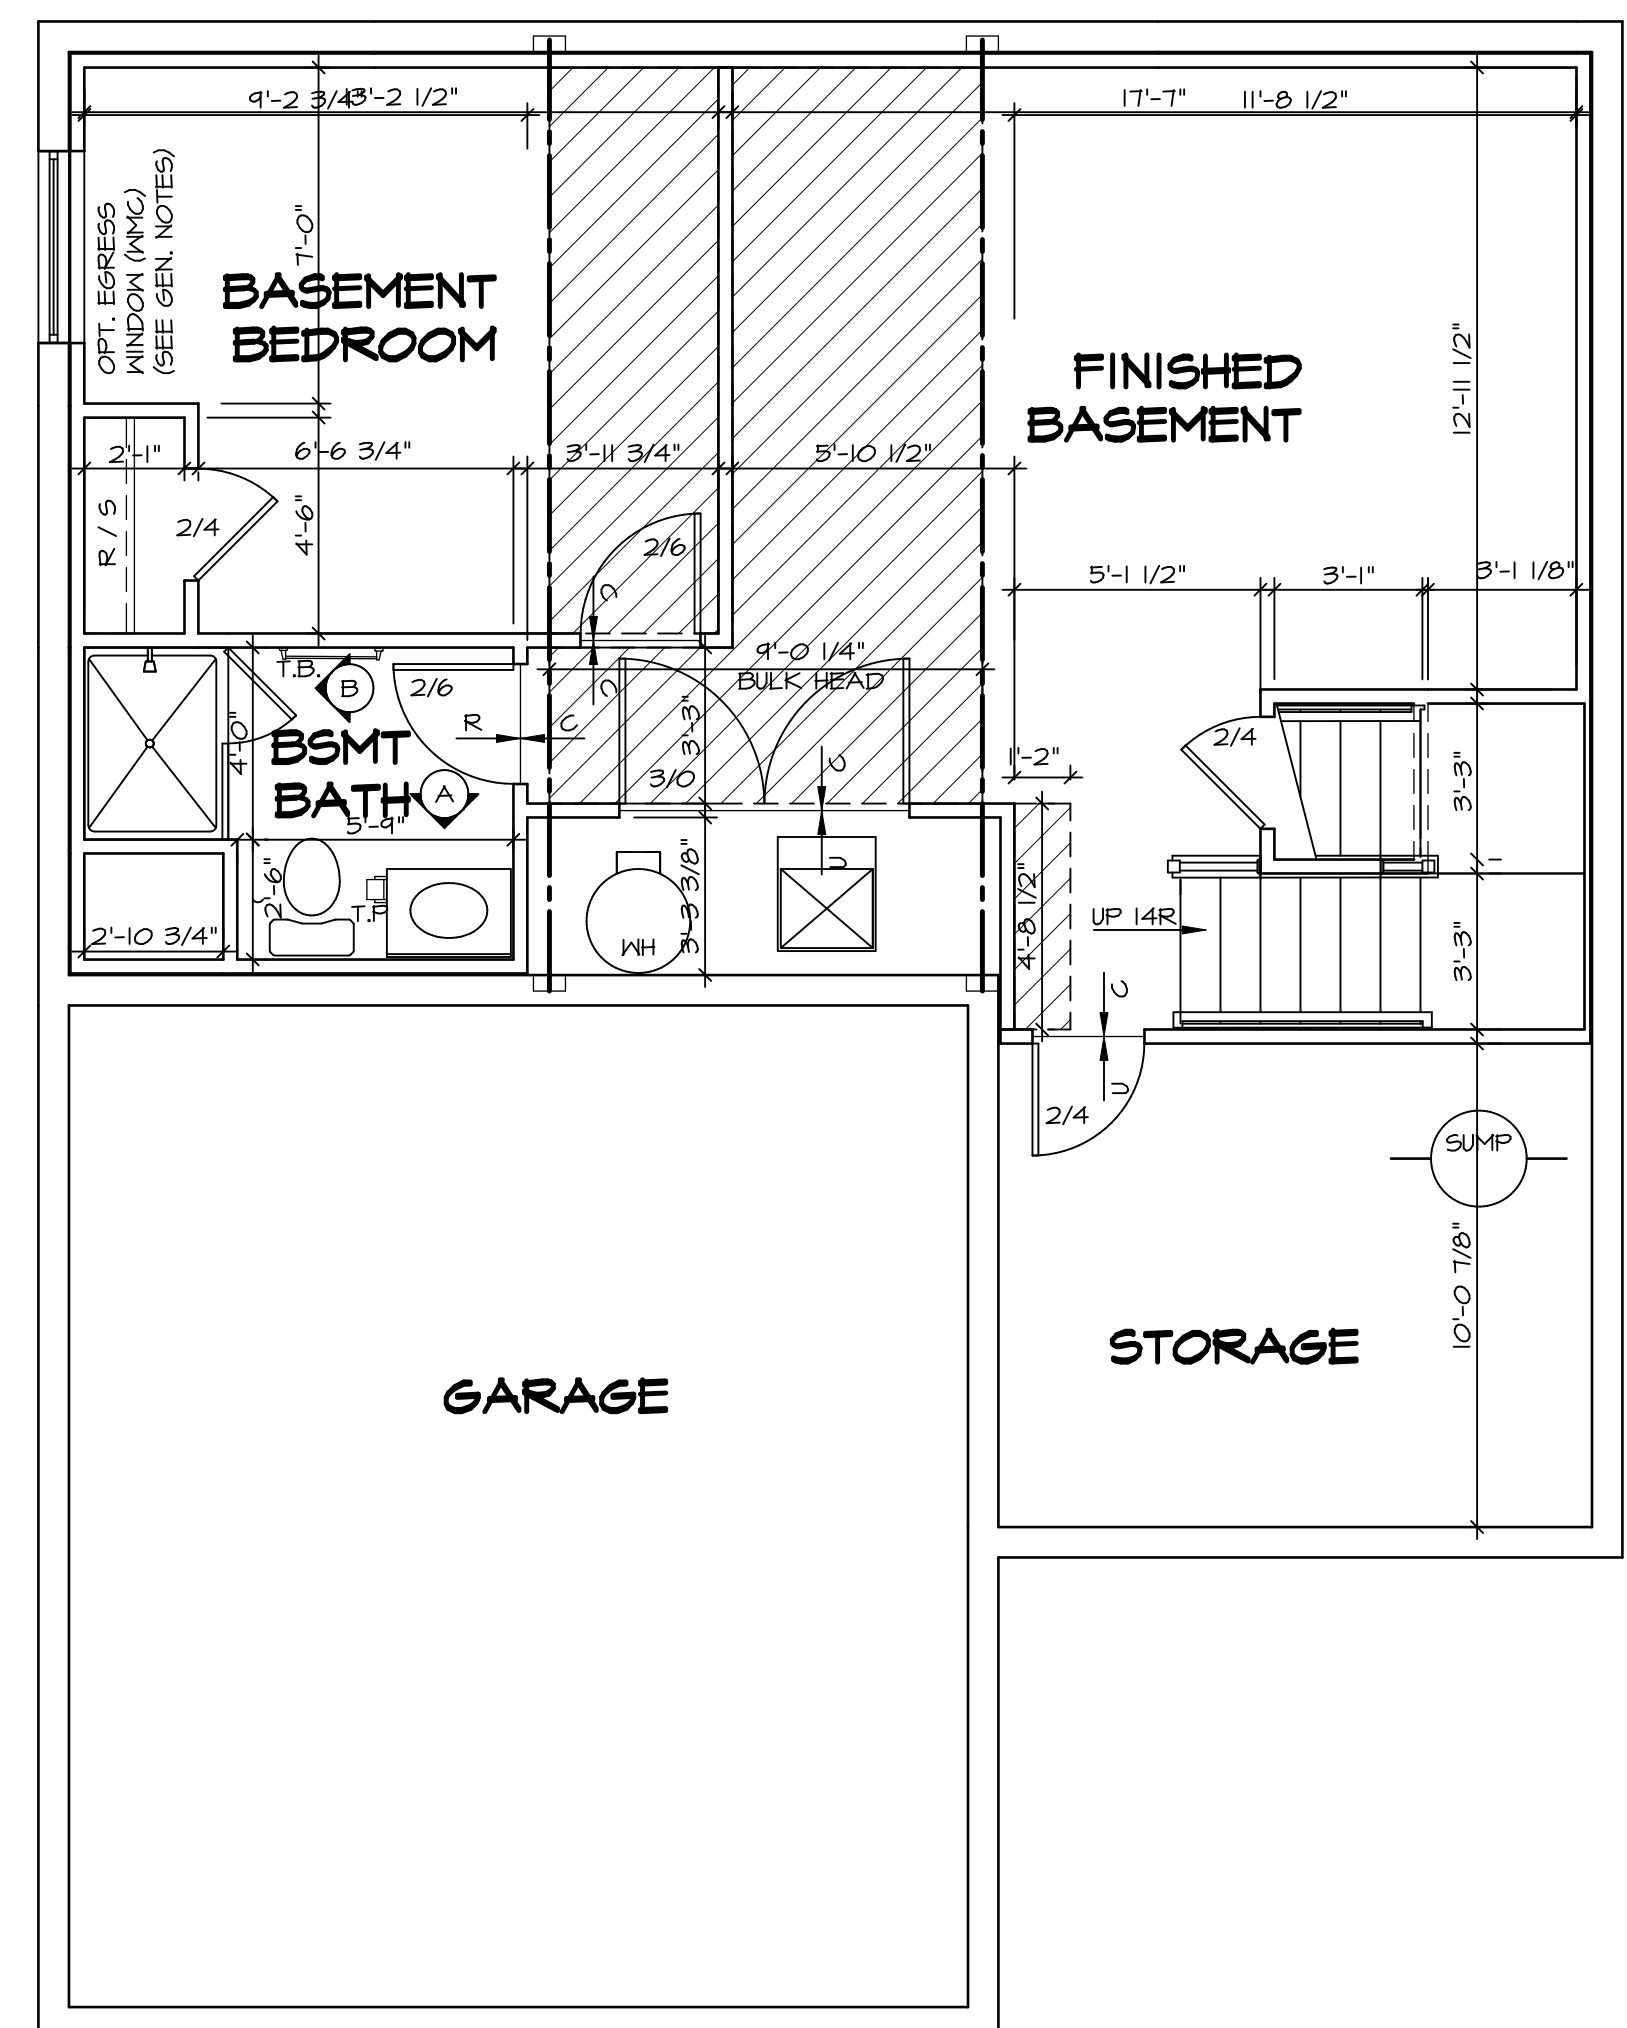 9'-2 3/4"
13'-2 1/2"
17'-7"
11'-8 1/2"
OPT. EGRESS
WINDOW (WMC)
(SEE GEN. NOTES)
7'-0"
BASEMENT
BEDROOM
FINISHED
BASEMENT
12'-11 1/2"
2'-1"
6'-6 3/4"
3'-11 3/4"
5'-10 1/2"
R / S
2/4
4'-6"
2/6
C
C
5'-1 1/2"
3'-1"
3'-1 1/8"
9'-0 1/4"
BULK HEAD
T.B.
B
2/6
R
C
4'-0"
BSMT
BATH
A
5'-9"
3'-3"
3/0
C
U
1'-2"
2/4
3'-3"
2'-10 3/4"
T.P.
WH
3'-3 3/8"
4'-8 1/2"
UP 14R
3'-3"
C
U
2/4
SUMP
10'-0 7/8"
STORAGE
GARAGE